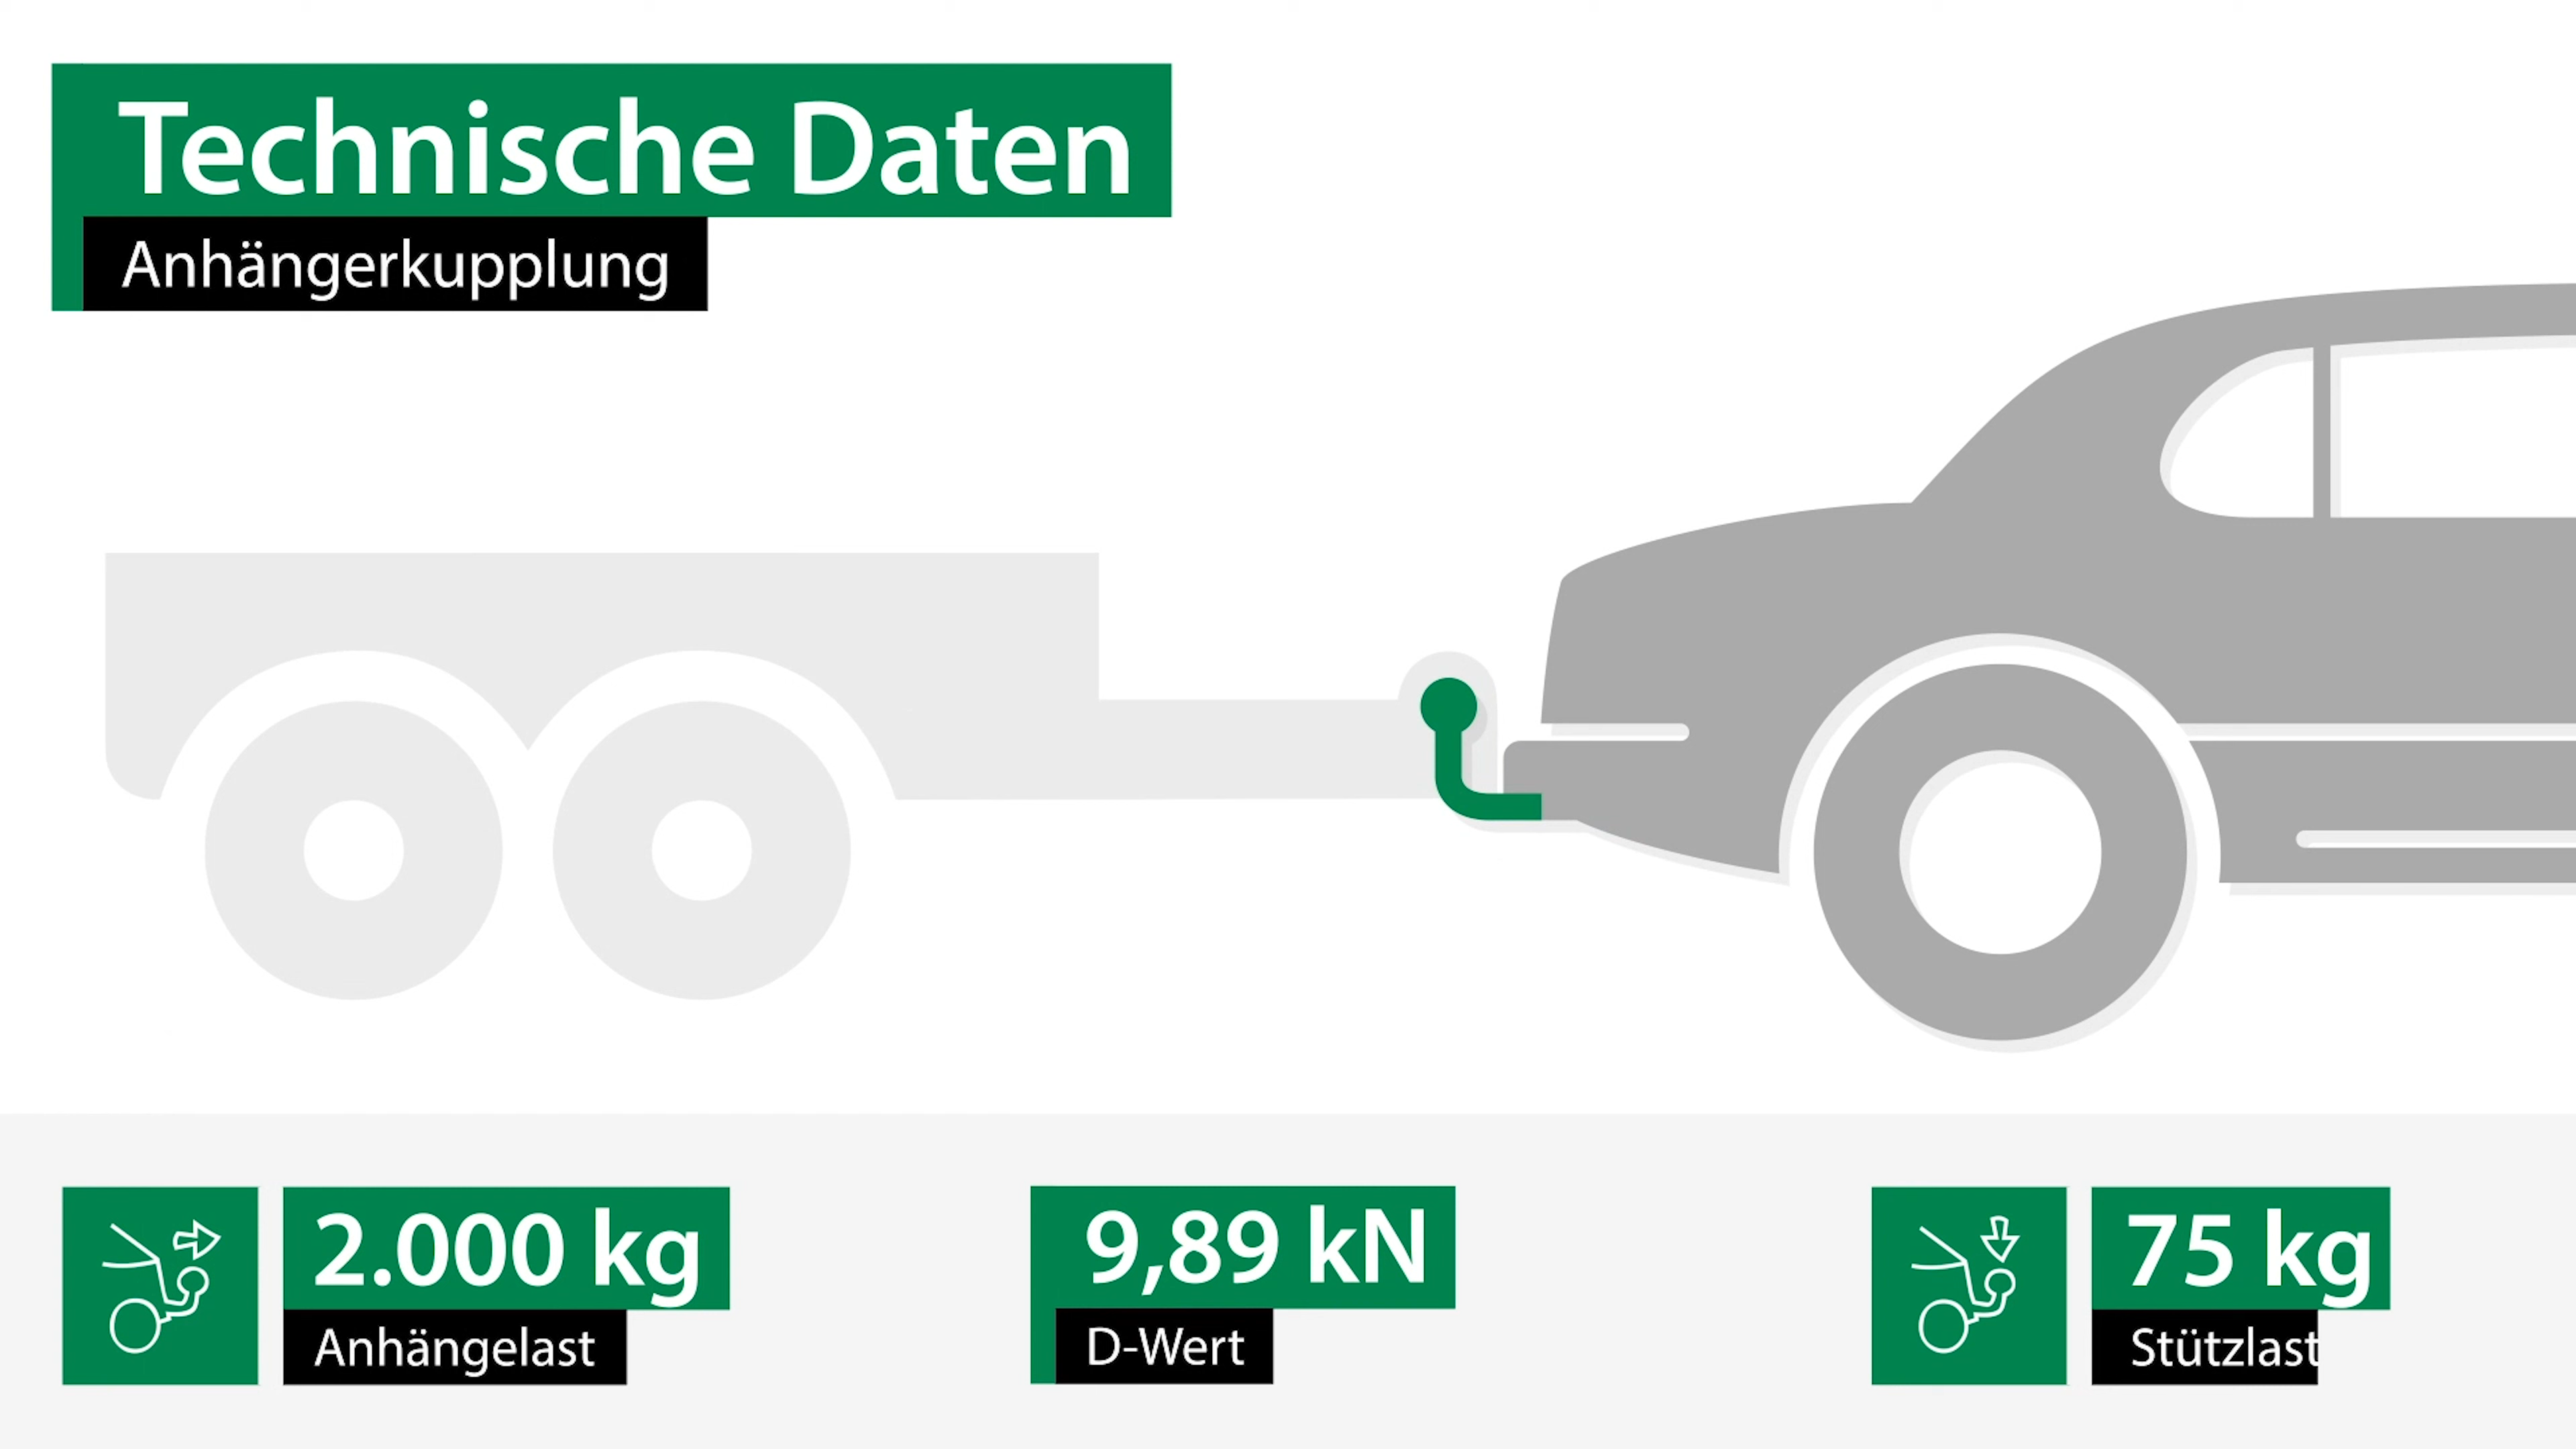 Technische Daten
Anhängerkupplung
2.000 kg
Anhängelast
9,89 kN
D-Wert
75 kg
Stützlast